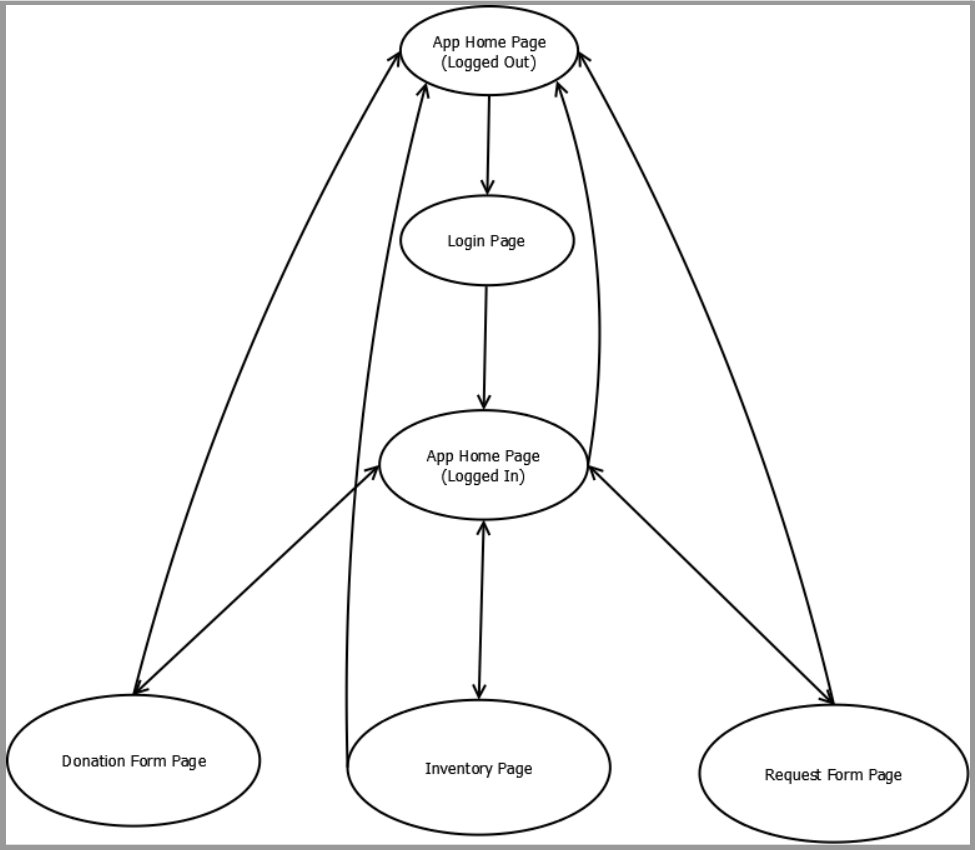 App Home Page
(Logged Out)
Login Page
App Home Page
(Logged In)
Donation Form Page
Inventory Page
Request Form Page